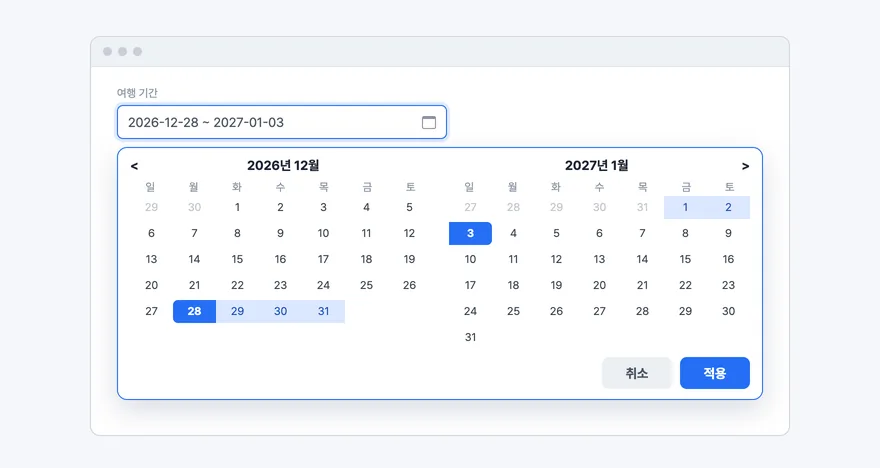 여행 기간
2026-12-28 ~ 2027-01-03
< 2026년 12월
일 월 화 수 목 금 토
29 30 1 2 3 4 5
6 7 8 9 10 11 12
13 14 15 16 17 18 19
20 21 22 23 24 25 26
27 28 29 30 31
2027년 1월 >
일 월 화 수 목 금 토
27 28 29 30 31 1 2
3 4 5 6 7 8 9
10 11 12 13 14 15 16
17 18 19 20 21 22 23
24 25 26 27 28 29 30
31
취소 적용